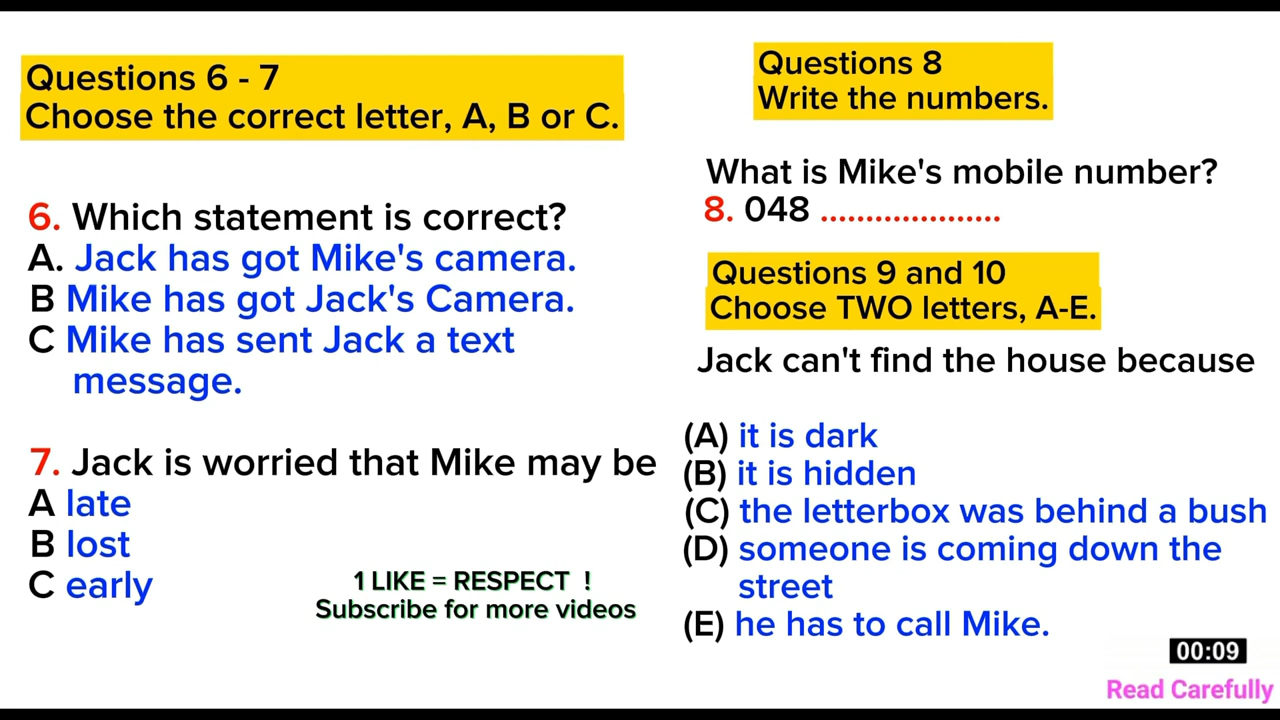 Questions 6 - 7
Choose the correct letter, A, B or C.
6. Which statement is correct?
A. Jack has got Mike's camera.
B Mike has got Jack's Camera.
C Mike has sent Jack a text
message.
7. Jack is worried that Mike may be
A late
B lost
C early
1 LIKE = RESPECT !
Subscribe for more videos
Questions 8
Write the numbers.
What is Mike's mobile number?
8. 048 ....................
Questions 9 and 10
Choose TWO letters, A-E.
Jack can't find the house because
(A) it is dark
(B) it is hidden
(C) the letterbox was behind a bush
(D) someone is coming down the
street
(E) he has to call Mike.
00:09
Read Carefully